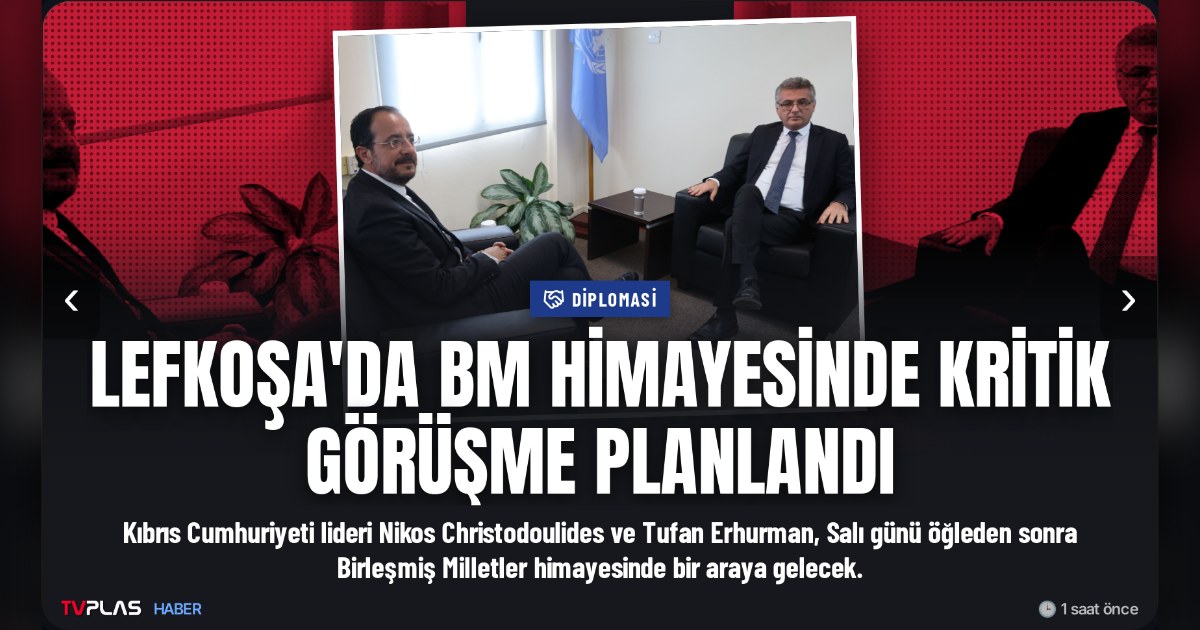 DİPLOMASİ
LEFKOŞA'DA BM HİMAYESİNDE KRİTİK
GÖRÜŞME PLANLANDI
Kıbrıs Cumhuriyeti lideri Nikos Christodoulides ve Tufan Erhurman, Salı günü öğleden sonra
Birleşmiş Milletler himayesinde bir araya gelecek.
TVPLAS HABER
1 saat önce